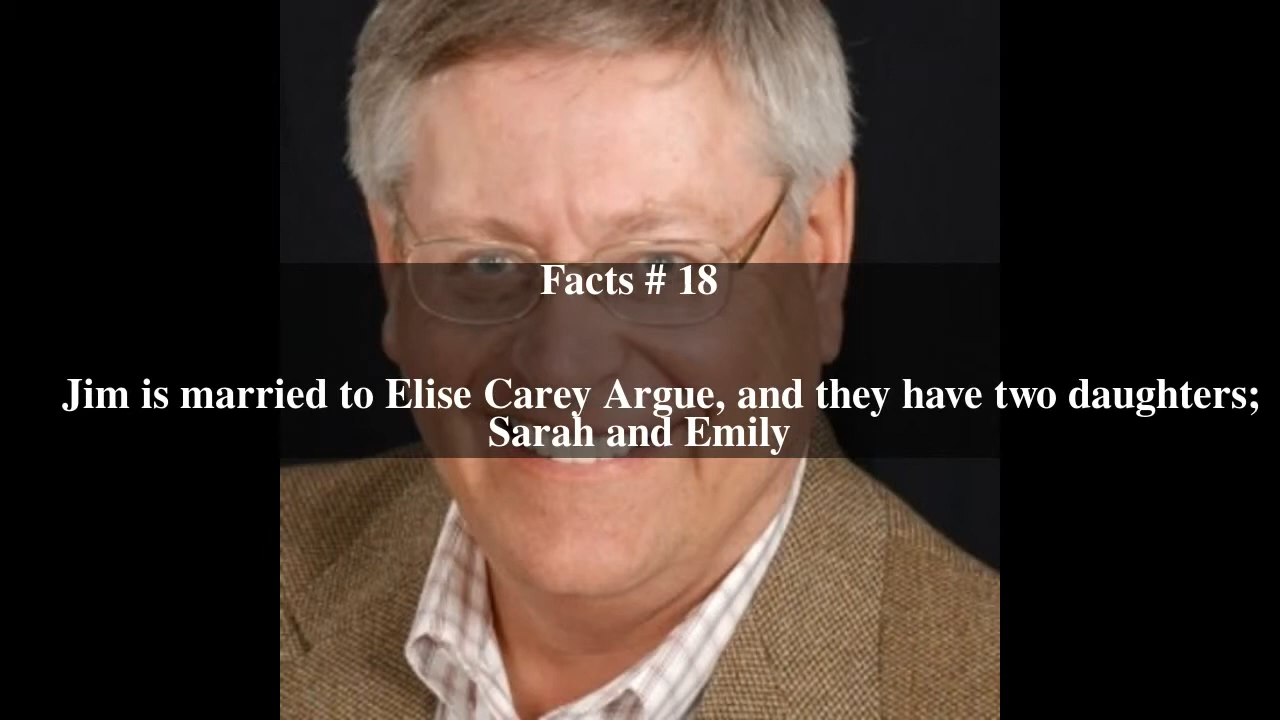 Facts # 18
Jim is married to Elise Carey Argue, and they have two daughters;
Sarah and Emily